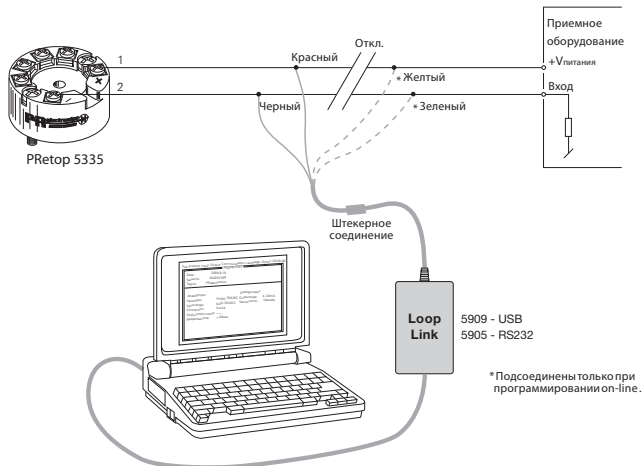 Приемное
оборудование
+Vпитания
Вход
Откл.
Красный
* Желтый
Черный
* Зеленый
1
2
PRetop 5335
Штекерное
соединение
Loop
Link
5909 - USB
5905 - RS232
* Подсоединены только при
программировании on-line.